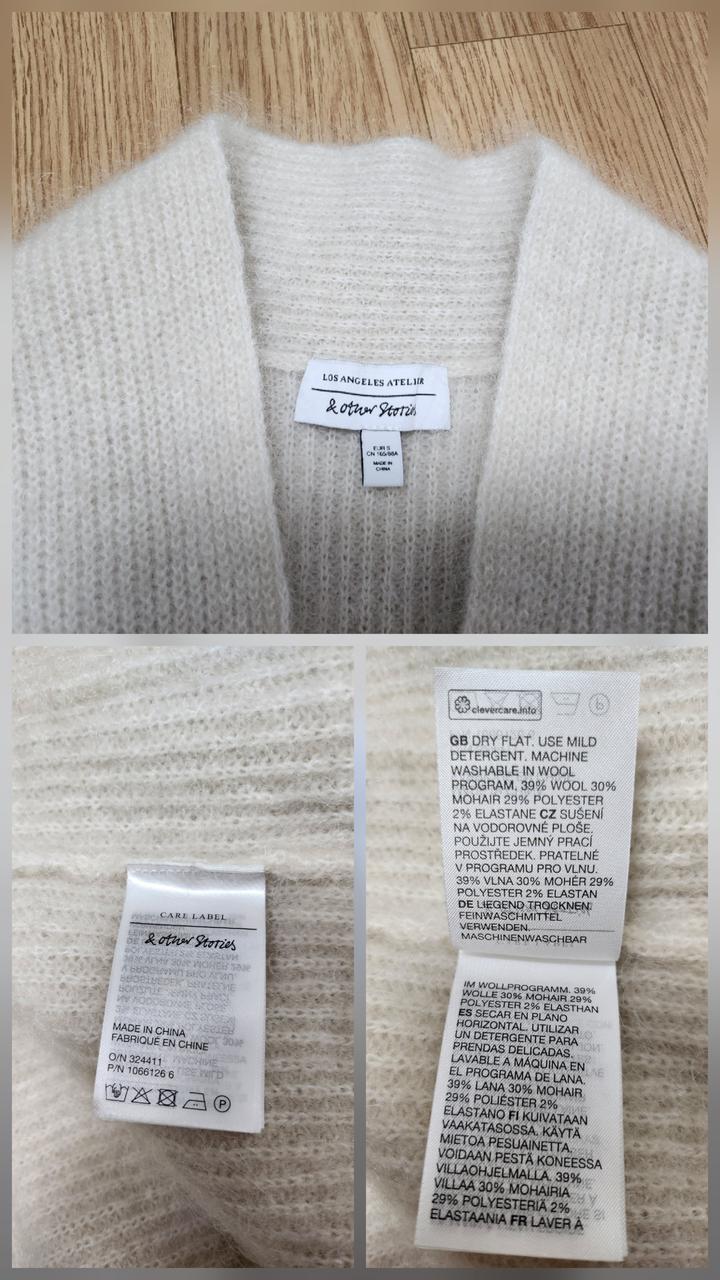 LOS ANGELES ATELIER
& other Stories
EUR S
CN 165/88A
MADE IN
CHINA
CARE LABEL
& other Stories
MADE IN CHINA
FABRIQUÉ EN CHINE
O/N 324411
P/N 1066126 6
P
clevercare.info
GB DRY FLAT. USE MILD
DETERGENT. MACHINE
WASHABLE IN WOOL
PROGRAM. 39% WOOL 30%
MOHAIR 29% POLYESTER
2% ELASTANE CZ SUŠENÍ
NA VODOROVNÉ PLOŠE.
POUŽIJTE JEMNÝ PRACÍ
PROSTŘEDEK. PRATELNÉ
V PROGRAMU PRO VLNU.
39% VLNA 30% MOHÉR 29%
POLYESTER 2% ELASTAN
DE LIEGEND TROCKNEN.
FEINWASCHMITTEL
VERWENDEN.
MASCHINENWASCHBAR
IM WOLLPROGRAMM. 39%
WOLLE 30% MOHAIR 29%
POLYESTER 2% ELASTHAN
ES SECAR EN PLANO
HORIZONTAL. UTILIZAR
UN DETERGENTE PARA
PRENDAS DELICADAS.
LAVABLE A MÁQUINA EN
EL PROGRAMA DE LANA.
39% LANA 30% MOHAIR
29% POLIÉSTER 2%
ELASTANO FI KUIVATAAN
VAAKATASOSSA. KÄYTÄ
MIETOA PESUAINETTA.
VOIDAAN PESTÄ KONEESSA
VILLAOHJELMALLA. 39%
VILLAA 30% MOHAIRIA
29% POLYESTERIÄ 2%
ELASTAANIA FR LAVER À